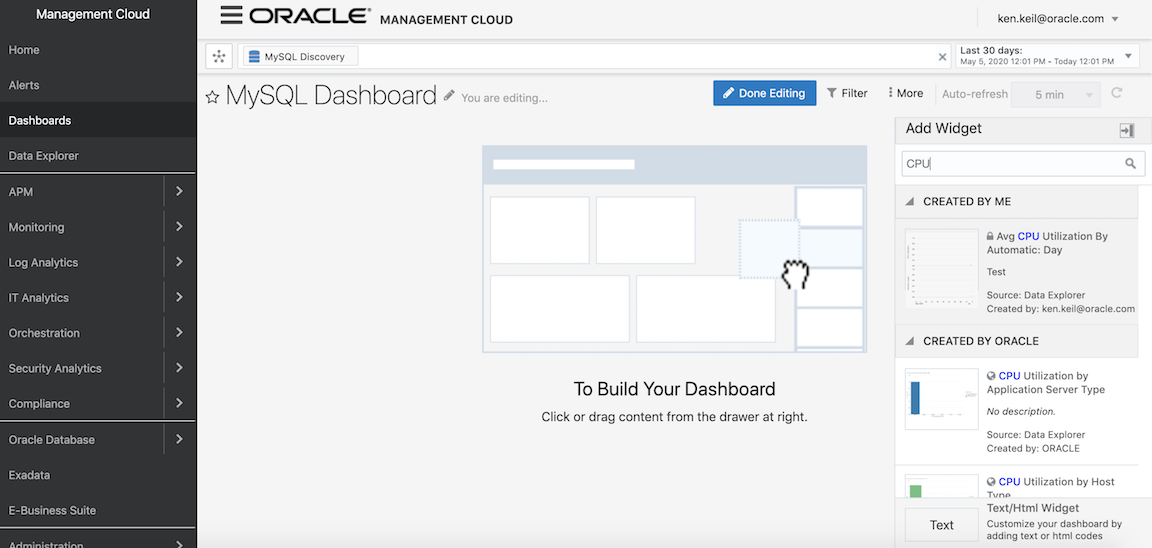 Management Cloud
Home
Alerts
Dashboards
Data Explorer
APM
Monitoring
Log Analytics
IT Analytics
Orchestration
Security Analytics
Compliance
Oracle Database
Exadata
E-Business Suite
Administration
ORACLE® MANAGEMENT CLOUD
ken.keil@oracle.com
MySQL Discovery
Last 30 days:
May 5, 2020 12:01 PM - Today 12:01 PM
MySQL Dashboard
You are editing...
Done Editing
Filter
More
Auto-refresh
5 min
To Build Your Dashboard
Click or drag content from the drawer at right.
Add Widget
CPU
CREATED BY ME
Avg CPU Utilization By
Automatic: Day
Test
Source: Data Explorer
Created by: ken.keil@oracle.com
CREATED BY ORACLE
CPU Utilization by
Application Server Type
No description.
Source: Data Explorer
Created by: ORACLE
CPU Utilization by Host
Type
Text
Text/Html Widget
Customize your dashboard by
adding text or html codes